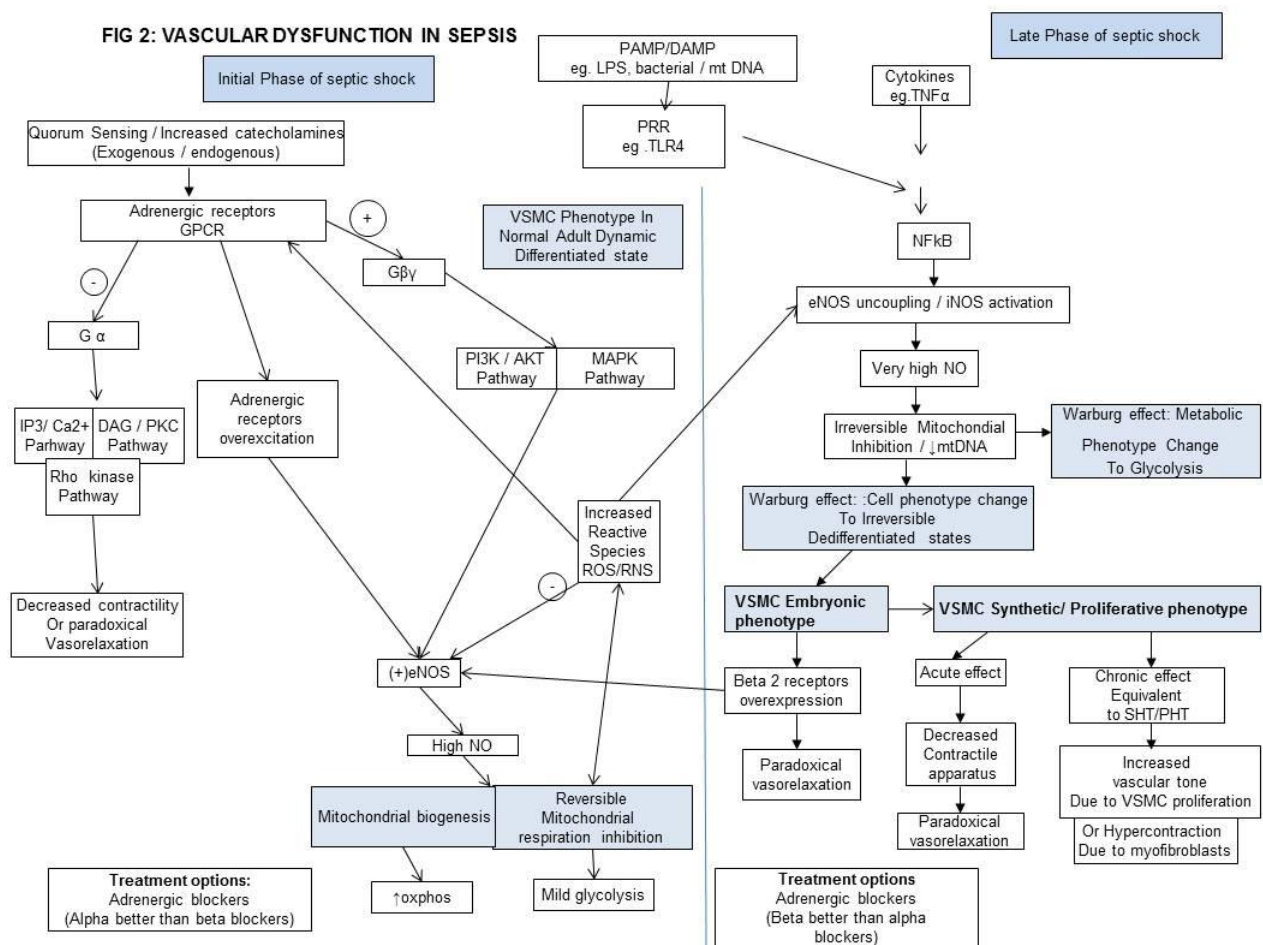 FIG 2: VASCULAR DYSFUNCTION IN SEPSIS
Initial Phase of septic shock
PAMP/DAMP
eg. LPS, bacterial / mt DNA
Late Phase of septic shock
Cytokines
eg.TNFα
Quorum Sensing / Increased catecholamines
(Exogenous / endogenous)
PRR
eg .TLR4
Adrenergic receptors
GPCR
+
VSMC Phenotype In
Normal Adult Dynamic
Differentiated state
NFkB
Gβγ
-
G α
eNOS uncoupling / iNOS activation
PI3K / AKT
Pathway
MAPK
Pathway
Very high NO
Adrenergic
receptors
overexcitation
IP3/ Ca2+
Parhway
DAG / PKC
Pathway
Rho kinase
Pathway
Irreversible Mitochondial
Inhibition / ↓mtDNA
Warburg effect: Metabolic
Phenotype Change
To Glycolysis
Warburg effect: :Cell phenotype change
To Irreversible
Dedifferentiated states
Increased
Reactive
Species
ROS/RNS
-
Decreased contractility
Or paradoxical
Vasorelaxation
VSMC Embryonic
phenotype
VSMC Synthetic/ Proliferative phenotype
(+)eNOS
Beta 2 receptors
overexpression
Acute effect
Chronic effect
Equivalent
to SHT/PHT
High NO
Paradoxical
vasorelaxation
Decreased
Contractile
apparatus
Increased
vascular tone
Due to VSMC proliferation
Mitochondrial biogenesis
Reversible
Mitochondrial
respiration inhibition
Paradoxical
vasorelaxation
Or Hypercontraction
Due to myofibroblasts
Treatment options:
Adrenergic blockers
(Alpha better than beta blockers)
↑oxphos
Mild glycolysis
Treatment options
Adrenergic blockers
(Beta better than alpha
blockers)